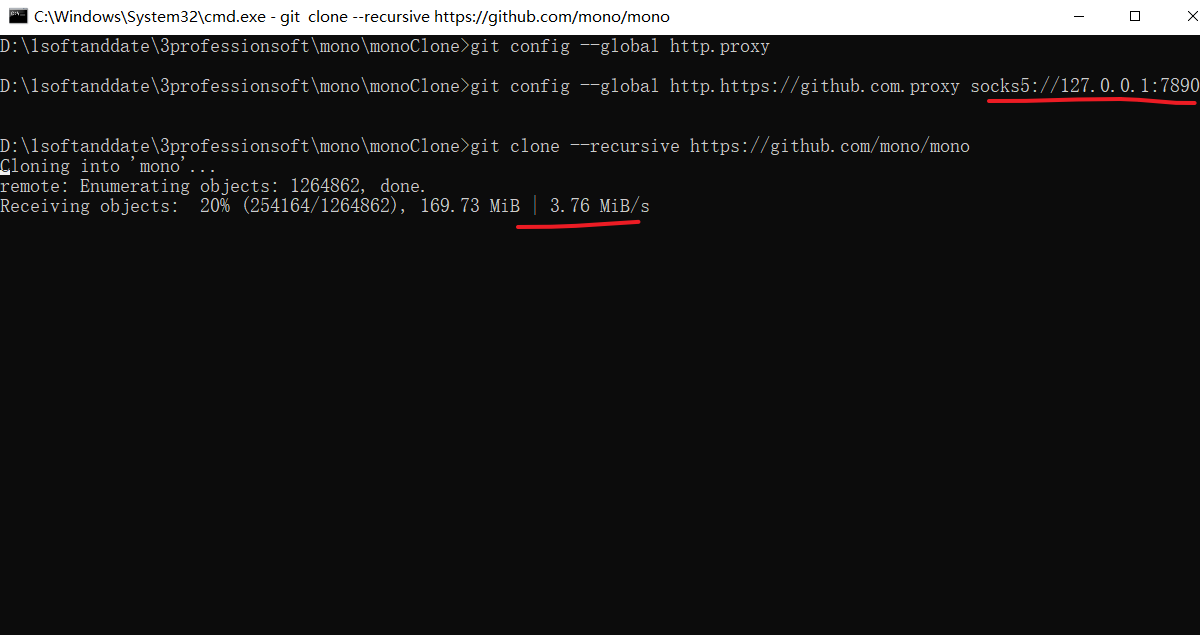 C:\Windows\System32\cmd.exe - git  clone --recursive https://github.com/mono/mono
D:\1softanddate\3professionsoft\mono\monoClone>git config --global http.proxy
D:\1softanddate\3professionsoft\mono\monoClone>git config --global http.https://github.com.proxy socks5://127.0.0.1:7890
D:\1softanddate\3professionsoft\mono\monoClone>git clone --recursive https://github.com/mono/mono
Cloning into 'mono'...
remote: Enumerating objects: 1264862, done.
Receiving objects:  20% (254164/1264862), 169.73 MiB | 3.76 MiB/s